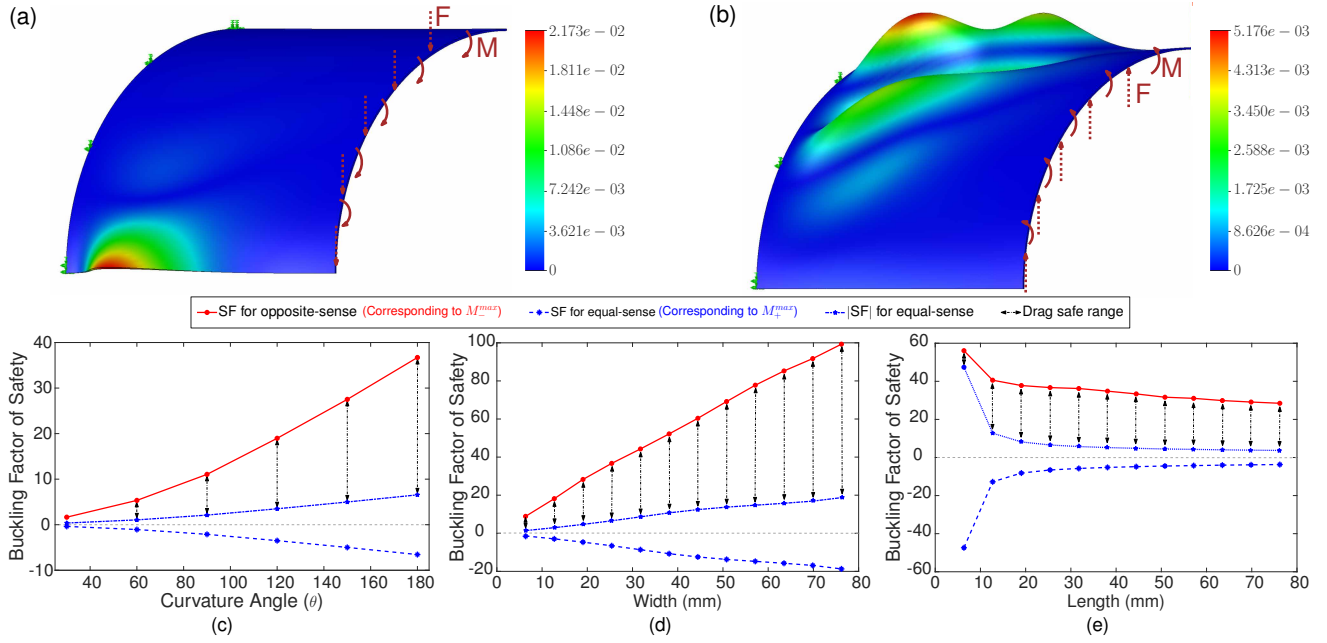 (a)
F
M
2.173e − 02
1.811e − 02
1.448e − 02
1.086e − 02
7.242e − 03
3.621e − 03
0
(b)
M
F
5.176e − 03
4.313e − 03
3.450e − 03
2.588e − 03
1.725e − 03
8.626e − 04
0
SF for opposite-sense (Corresponding to M_-^{max}) SF for equal-sense (Corresponding to M_+^{max}) |SF| for equal-sense Drag safe range
Buckling Factor of Safety
40
30
20
10
0
-10
40 60 80 100 120 140 160 180
Curvature Angle (θ)
(c)
Buckling Factor of Safety
100
80
60
40
20
0
-20
0 10 20 30 40 50 60 70 80
Width (mm)
(d)
Buckling Factor of Safety
60
40
20
0
-20
-40
-60
0 10 20 30 40 50 60 70 80
Length (mm)
(e)